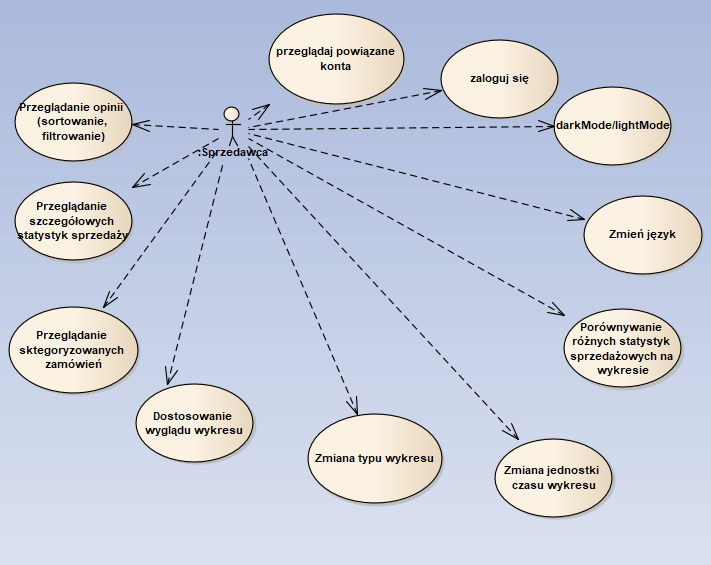 przeglądaj powiązane
konta
zaloguj się
Przeglądanie opinii
(sortowanie,
filtrowanie)
darkMode/lightMode
:Sprzedawca
Przeglądanie
szczegółowych
statystyk sprzedaży
Zmień język
Przeglądanie
sktegoryzowanych
zamówień
Porównywanie
różnych statystyk
sprzedażowych na
wykresie
Dostosowanie
wyglądu wykresu
Zmiana typu wykresu
Zmiana jednostki
czasu wykresu